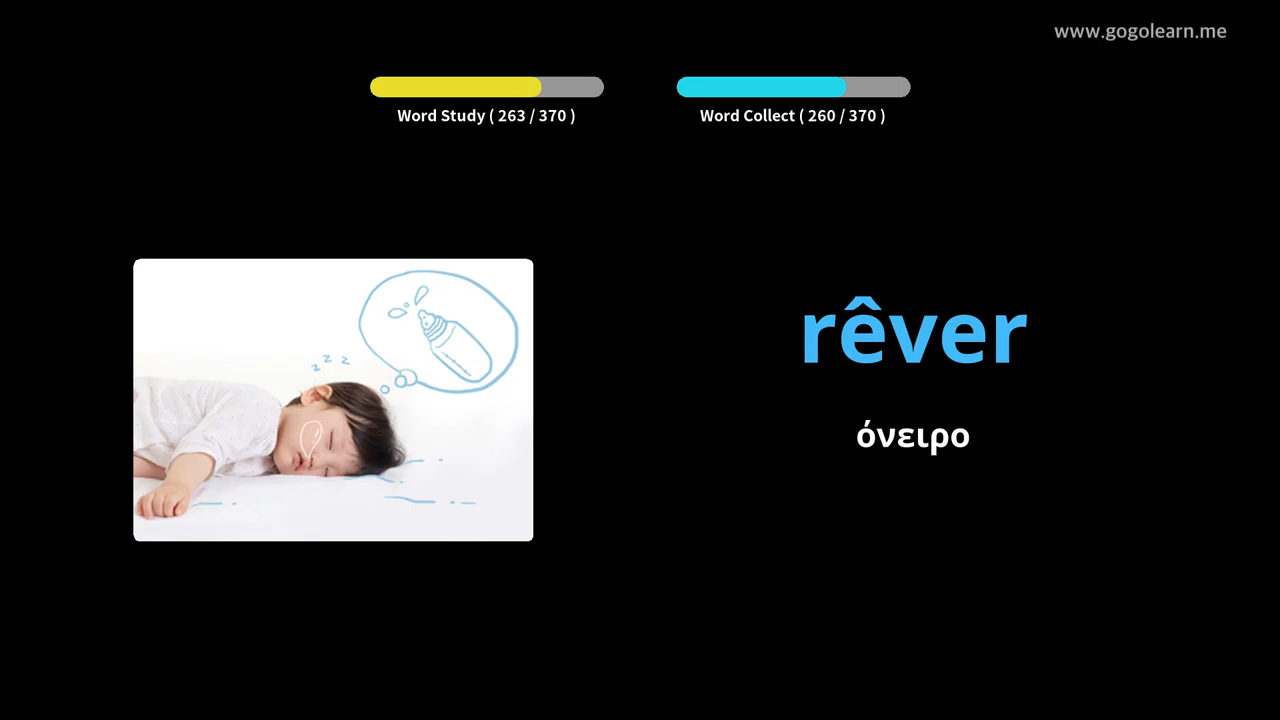 www.gogolearn.me
Word Study ( 263 / 370 )
Word Collect ( 260 / 370 )
z z z
rêver
όνειρο